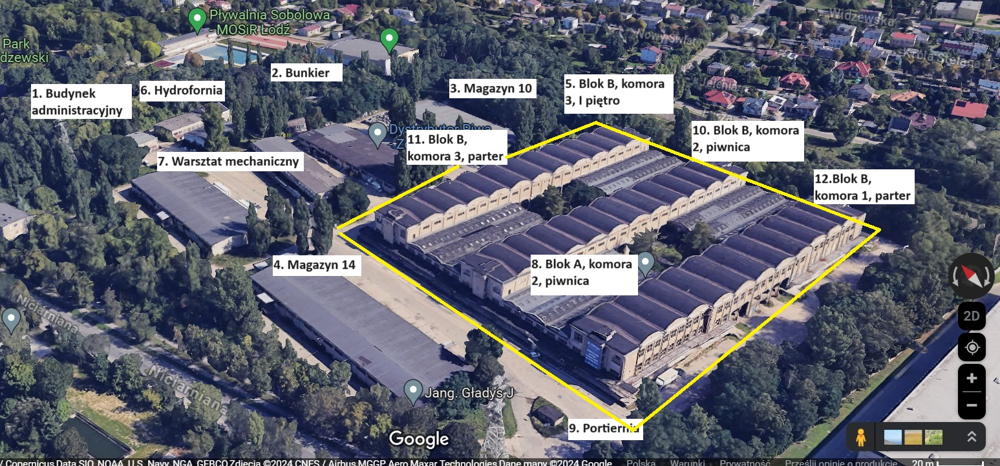 Pływalnia Sobolowa
MOSiR Łódź
Park
dzewski
1. Budynek
administracyjny
6. Hydrofornia
2. Bunkier
3. Magazyn 10
5. Blok B, komora
3, I piętro
Widzewska
Nowy Świat
Króla Stefana
10. Blok B, komora
2, piwnica
Dystrybutor Piwa
11. Blok B,
komora 3, parter
7. Warsztat mechaniczny
12.Blok B,
komora 1, parter
4. Magazyn 14
8. Blok A, komora
2, piwnica
Niciarniana
Niciarniana
Jang. Gładys J
9. Portiernia
Google
2D
/ Copernicus Data SIO, NOAA, U.S. Navy, NGA, GEBCO Zdjęcia ©2024 CNES / Airbus MGGP Aero Maxar Technologies Dane mapy ©2024 Google Polska Warunki Prywatność Prześlij opinię o produkcie 20 m